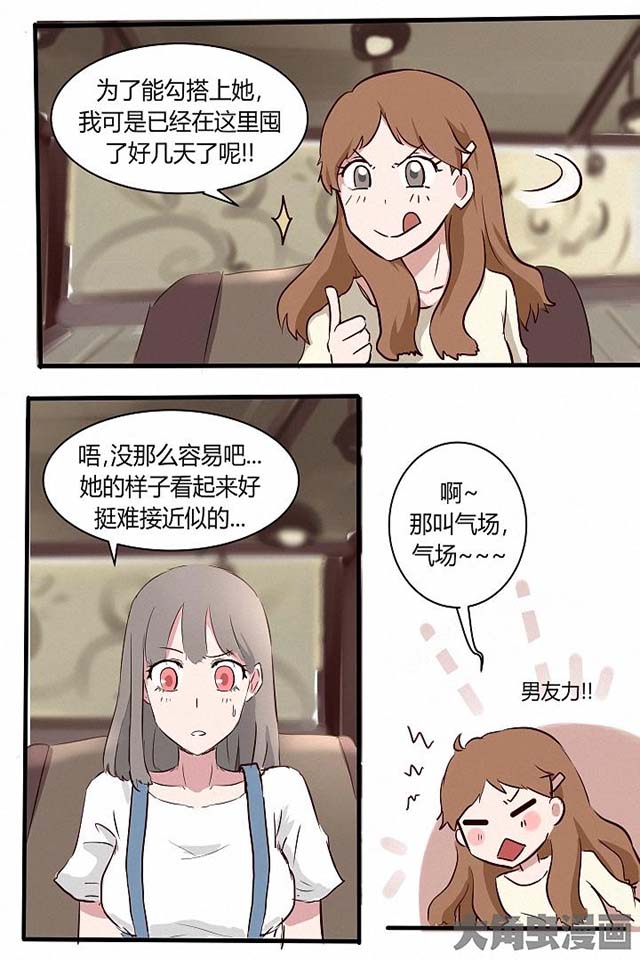 为了能勾搭上她,
我可是已经在这里囤
了好几天了呢!!
唔,没那么容易吧...
她的样子看起来好
挺难接近似的...
啊~
那叫气场,
气场~~~
男友力!!
大角虫漫画